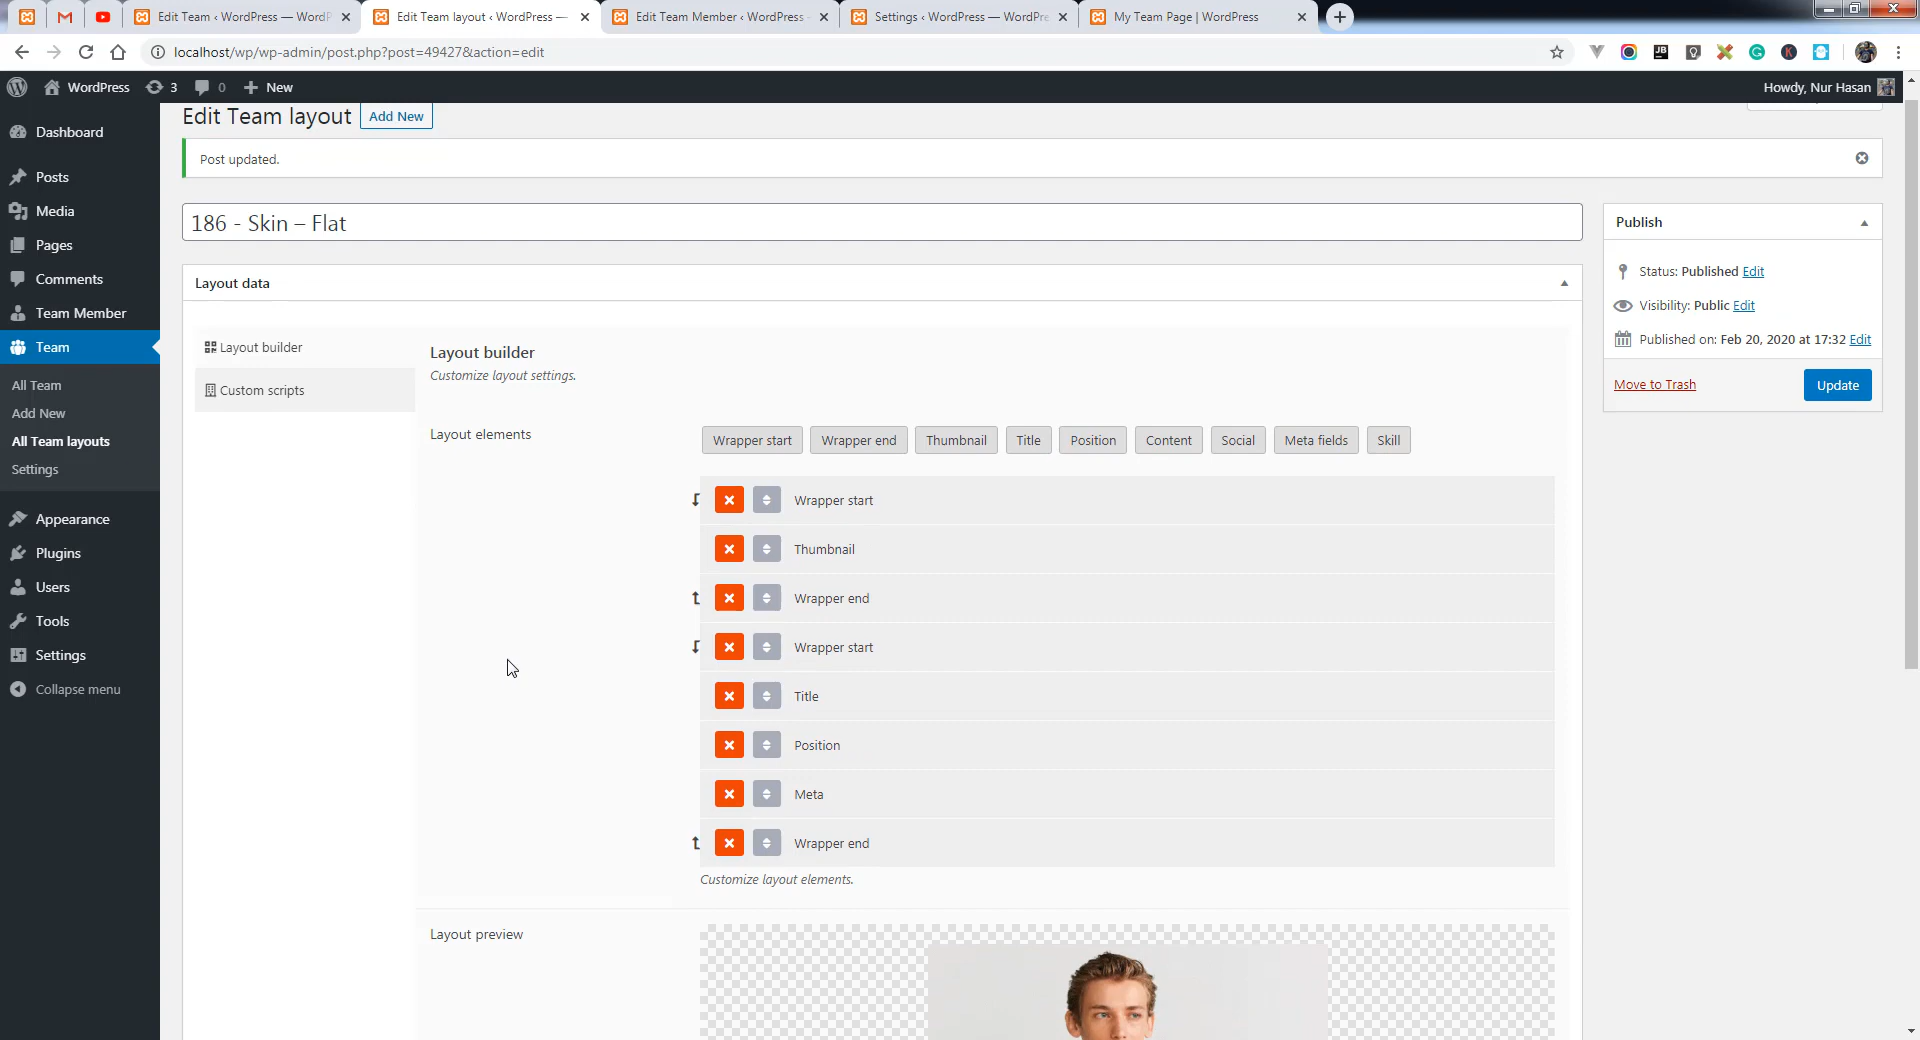 Edit Team ‹ WordPress — WordP
Edit Team layout ‹ WordPress —
Edit Team Member ‹ WordPress
Settings ‹ WordPress — WordPre
My Team Page | WordPress
localhost/wp/wp-admin/post.php?post=49427&action=edit
WordPress
3
0
New
Howdy, Nur Hasan
Dashboard
Posts
Media
Pages
Comments
Team Member
Team
All Team
Add New
All Team layouts
Settings
Appearance
Plugins
Users
Tools
Settings
Collapse menu
Edit Team layout
Add New
Post updated.
186 - Skin – Flat
Layout data
Layout builder
Custom scripts
Layout builder
Customize layout settings.
Layout elements
Wrapper start
Wrapper end
Thumbnail
Title
Position
Content
Social
Meta fields
Skill
Wrapper start
Thumbnail
Wrapper end
Wrapper start
Title
Position
Meta
Wrapper end
Customize layout elements.
Layout preview
Publish
Status: Published Edit
Visibility: Public Edit
Published on: Feb 20, 2020 at 17:32 Edit
Move to Trash
Update